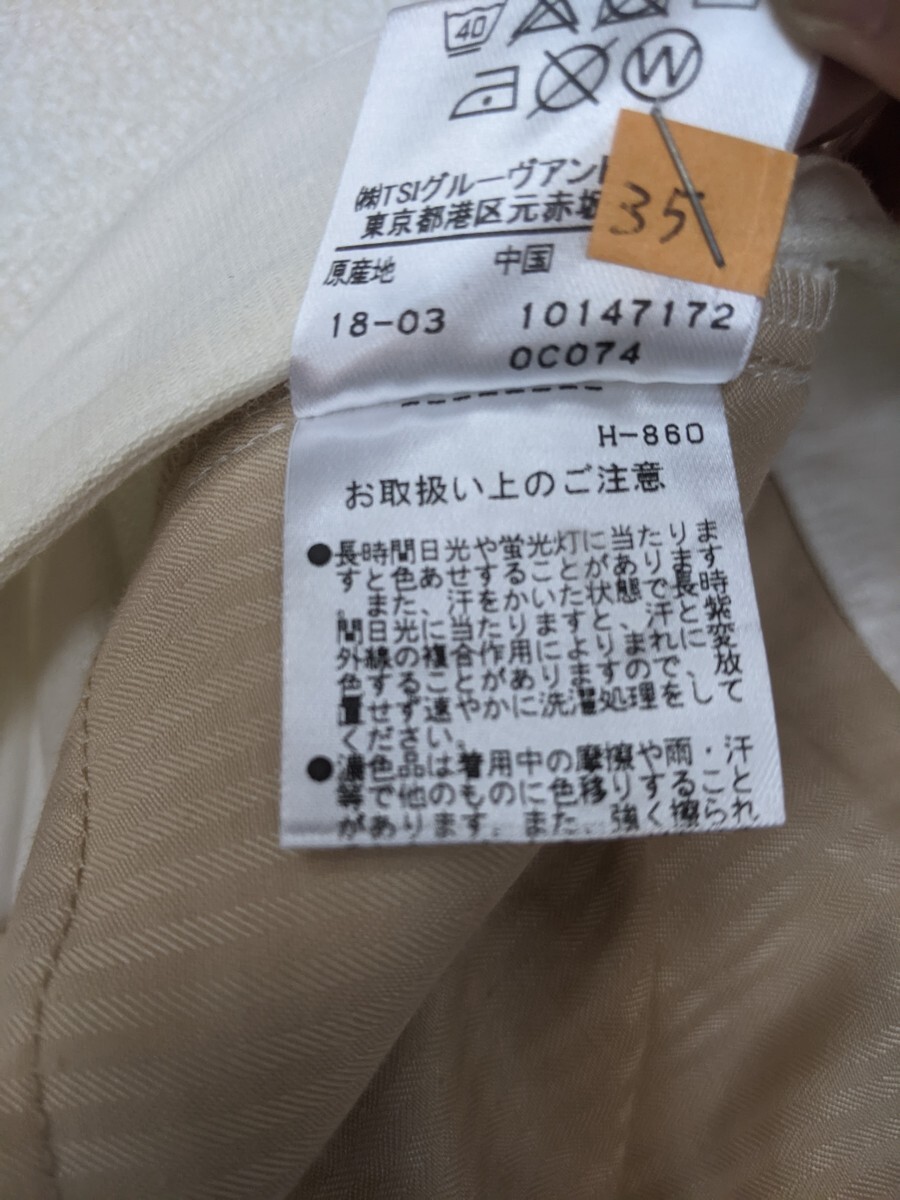 40
W
㈱TSIグルーヴアン
東京都港区元赤坂
35
原産地 中国
18-03 10147172
0C074
H-860
お取扱い上のご注意
●長時間日光や蛍光灯に当たりま
すと色あせすることがあります
。また、汗をかいた状態で長時
間日光に当たりますと、汗と紫
外線の複合作用によりまれに変
色することがありますので、放
置せず速やかに洗濯処理をして
ください。
●濃色品は着用中の摩擦や雨・汗
等で他のものに色移りするこ と
があります。また、強く擦られ